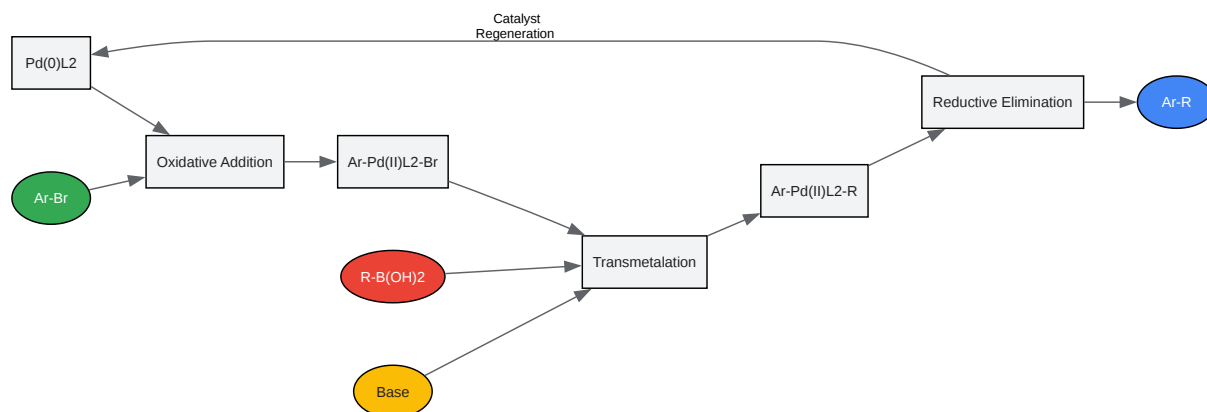 Catalyst
Regeneration
Pd(0)L2
Reductive Elimination
Ar-R
Oxidative Addition
Ar-Pd(II)L2-Br
Ar-Br
Ar-Pd(II)L2-R
Transmetalation
R-B(OH)2
Base